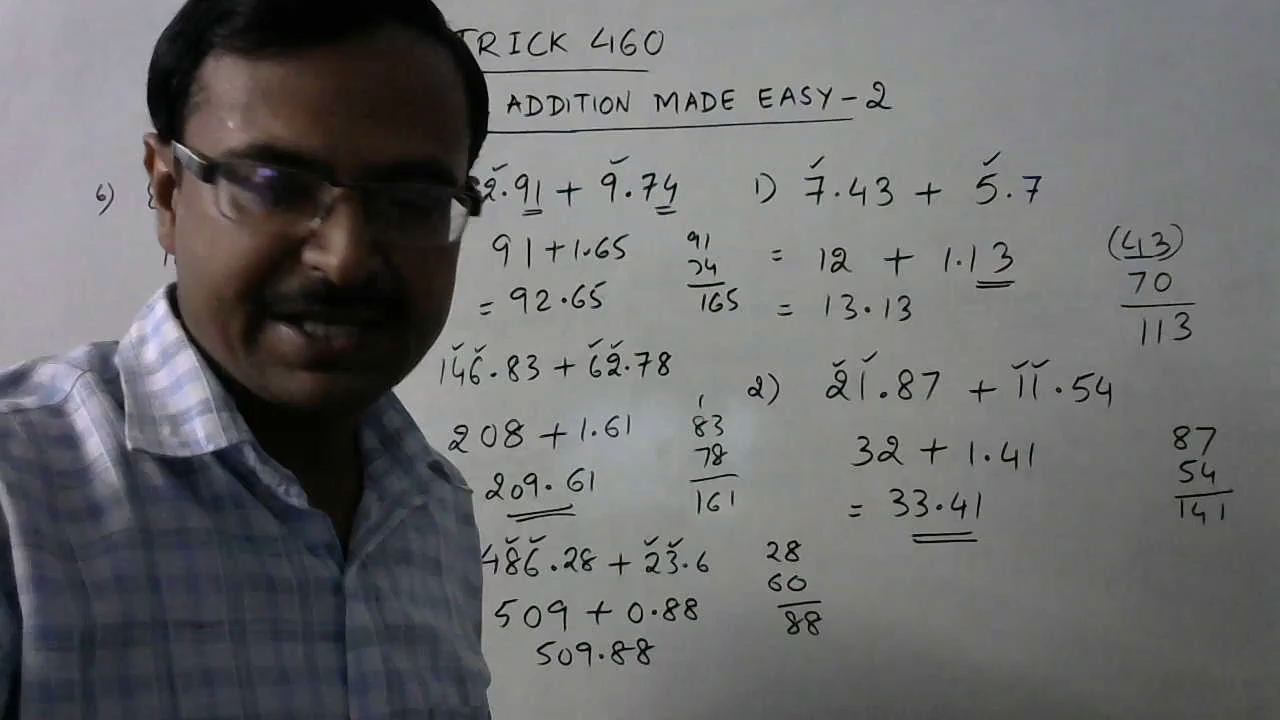 TRICK 460
ADDITION MADE EASY-2
6)
2.91 + 9.74
91+1.65
= 92.65
91
74
165
146.83 + 62.78
208 + 1.61
209.61
1
83
78
161
486.28 + 23.6
509 + 0.88
509.88
28
60
88
1) 7.43 + 5.7
= 12 + 1.13
= 13.13
(43)
70
113
2) 21.87 + 11.54
32 + 1.41
= 33.41
87
54
141